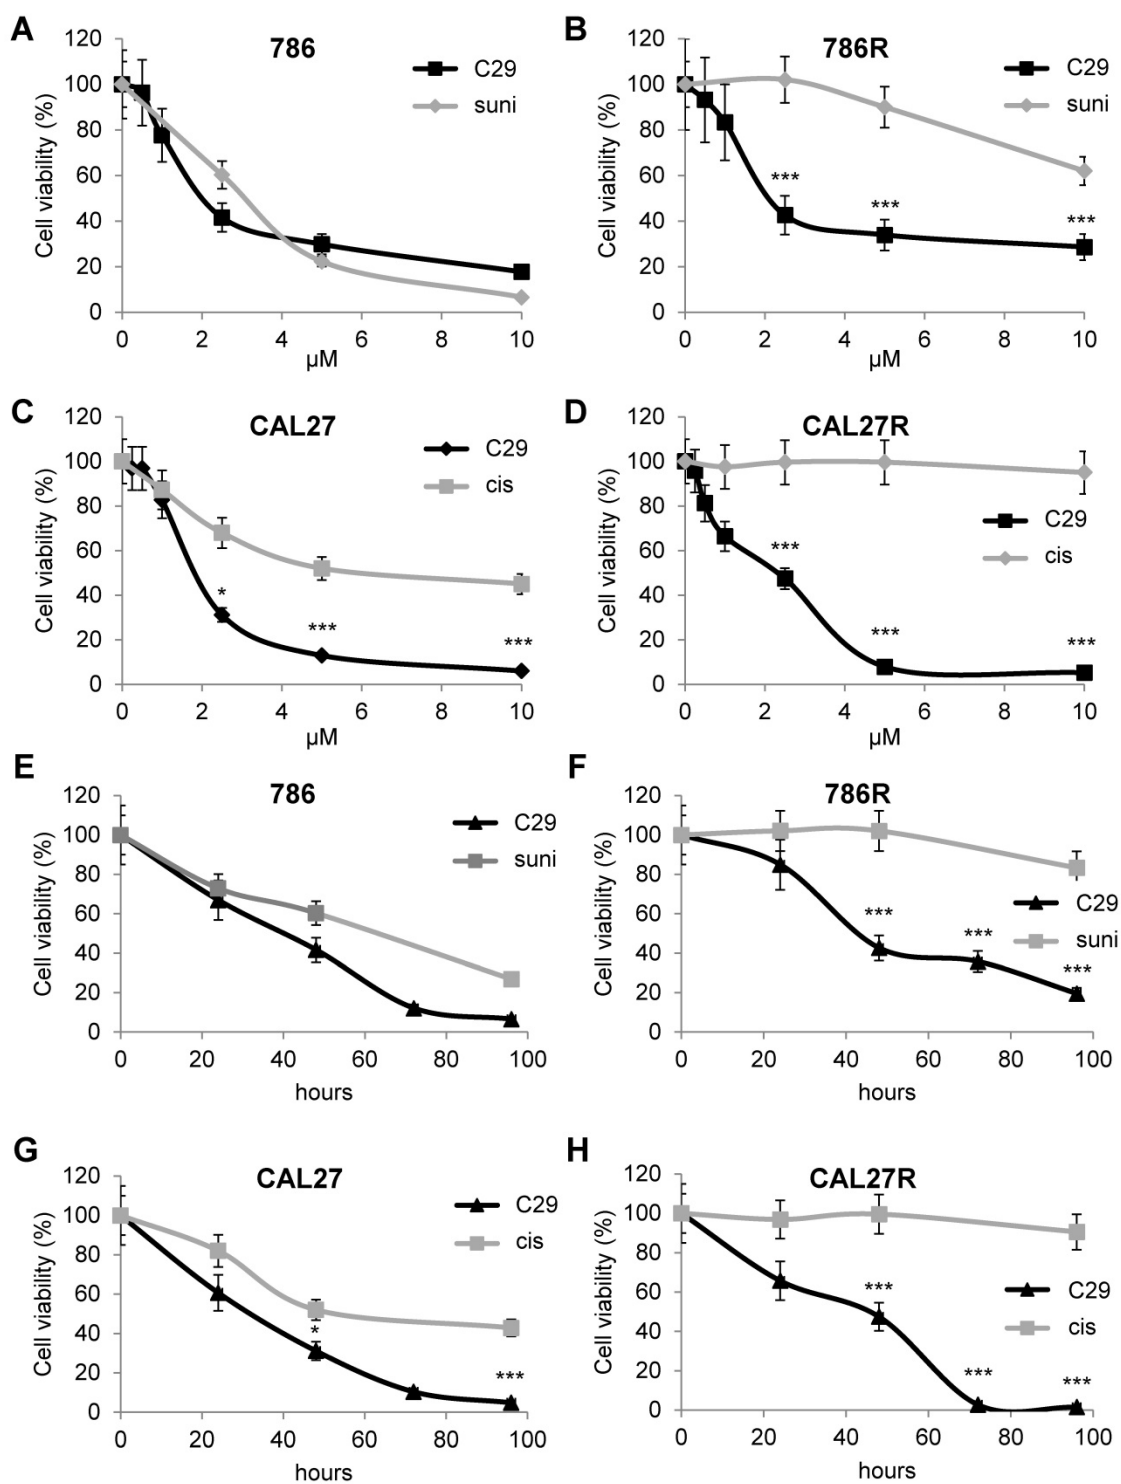 A
786
C29
suni
Cell viability (%)
120
100
80
60
40
20
0
0 2 4 6 8 10
µM
B
786R
C29
suni
Cell viability (%)
120
100
80
60
40
20
0
*** *** ***
0 2 4 6 8 10
µM
C
CAL27
C29
cis
Cell viability (%)
120
100
80
60
40
20
0
* *** ***
0 2 4 6 8 10
µM
D
CAL27R
C29
cis
Cell viability (%)
120
100
80
60
40
20
0
*** *** ***
0 2 4 6 8 10
µM
E
786
C29
suni
Cell viability (%)
120
100
80
60
40
20
0
0 20 40 60 80 100
hours
F
786R
C29
suni
Cell viability (%)
120
100
80
60
40
20
0
*** *** ***
0 20 40 60 80 100
hours
G
CAL27
C29
cis
Cell viability (%)
120
100
80
60
40
20
0
* ***
0 20 40 60 80 100
hours
H
CAL27R
C29
cis
Cell viability (%)
120
100
80
60
40
20
0
*** *** ***
0 20 40 60 80 100
hours